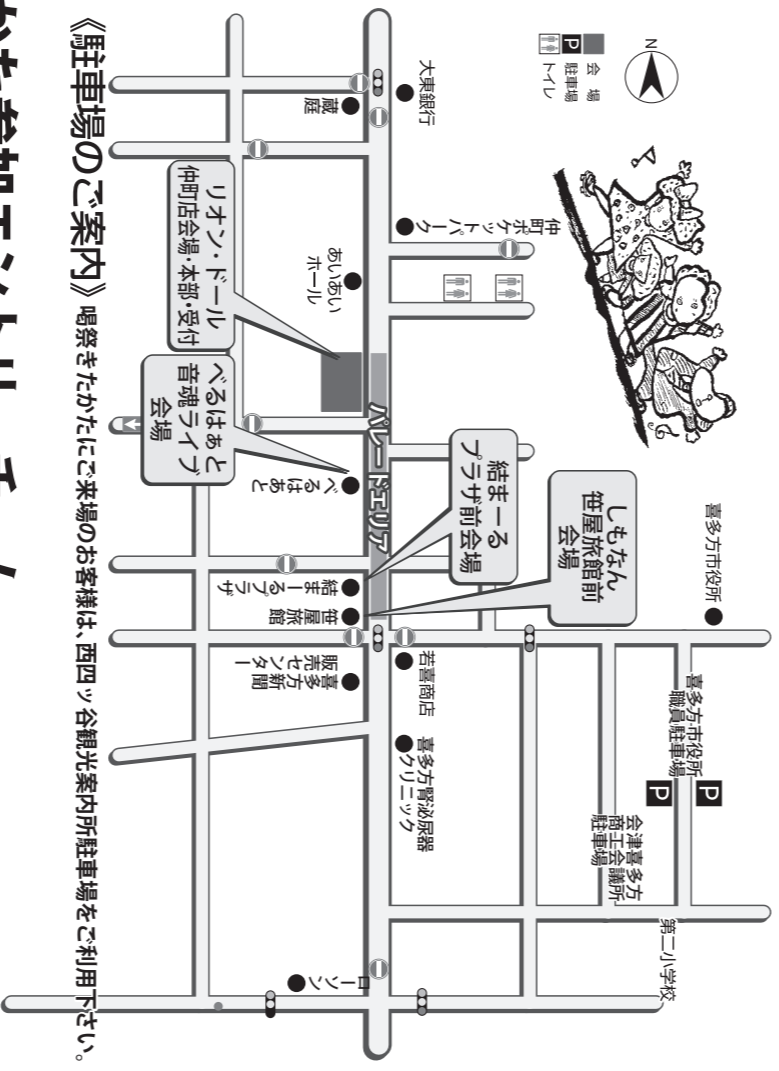 N
会場
P 駐車場
トイレ
大東銀行
蔵庭
仲町ポケットパーク
あいあい
ホール
リオン・ドール
仲町店会場・本部・受付
べるはぁと
音魂ライブ
会場
パレードエリア
べるはぁと
結まーる
プラザ前会場
しもなん
笹屋旅館前
会場
結まーるプラザ
笹屋旅館
喜多方新聞
販売センター
若喜商店
喜多方腎泌尿器
クリニック
喜多方市役所
喜多方市役所
職員駐車場
P
P
会津喜多方
商工会議所
駐車場
第二小学校
ローソン
《駐車場のご案内》喝祭きたかたにご来場のお客様は、西四ッ谷観光案内所駐車場をご利用下さい。